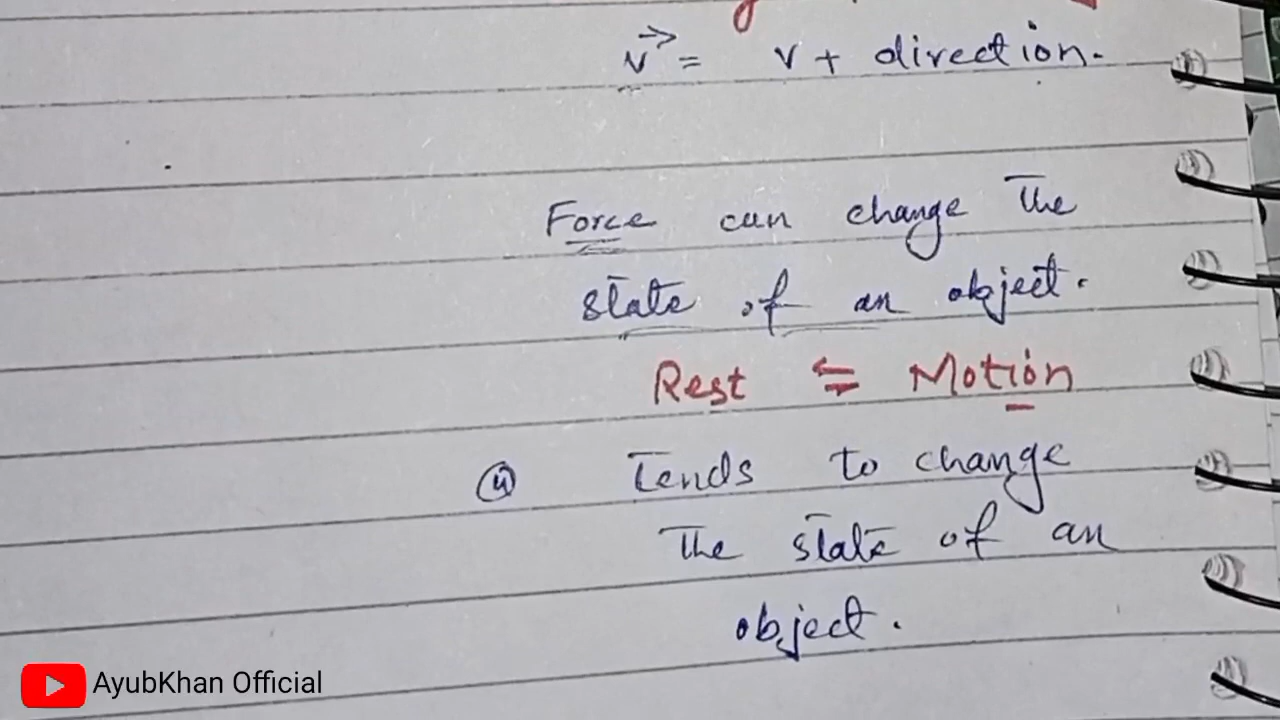 v⃗ = v + direction.
Force can change the
state of an object.
Rest ⇆ Motion
④ Tends to change
the state of an
object.
AyubKhan Official